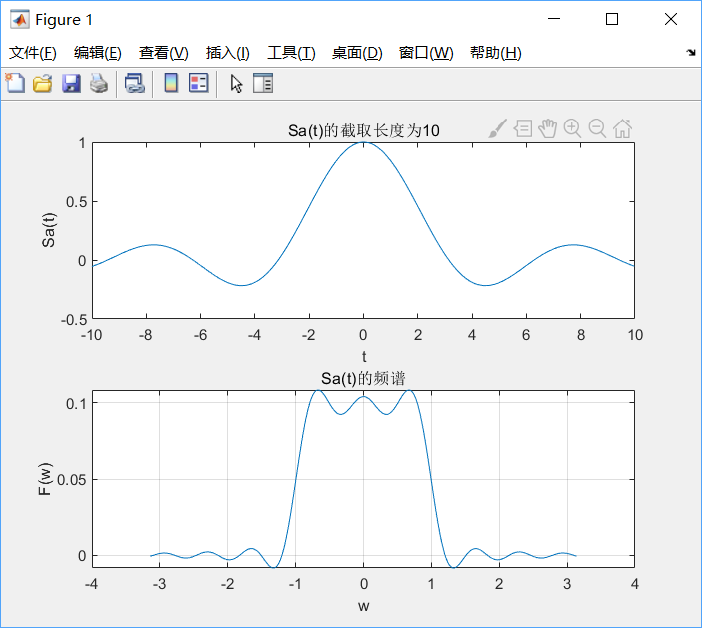 Figure 1
文件(F) 编辑(E) 查看(V) 插入(I) 工具(T) 桌面(D) 窗口(W) 帮助(H)
Sa(t)的截取长度为10
1
0.5
0
-0.5
Sa(t)
-10 -8 -6 -4 -2 0 2 4 6 8 10
t
Sa(t)的频谱
0.1
0.05
0
F(w)
-4 -3 -2 -1 0 1 2 3 4
w